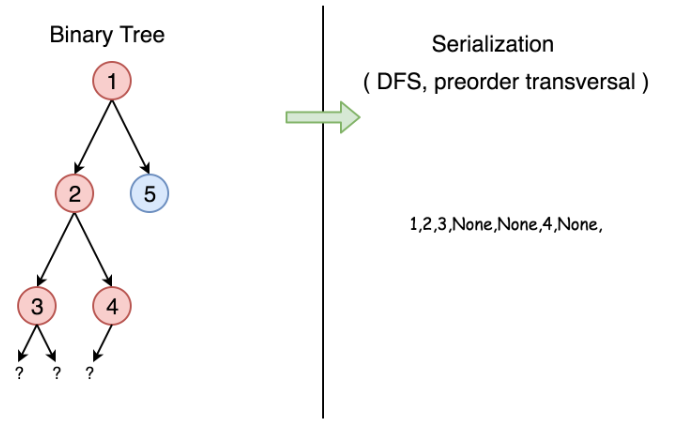 Binary Tree
Serialization
( DFS, preorder transversal )
1
2
5
1,2,3,None,None,4,None,
3
4
?
?
?